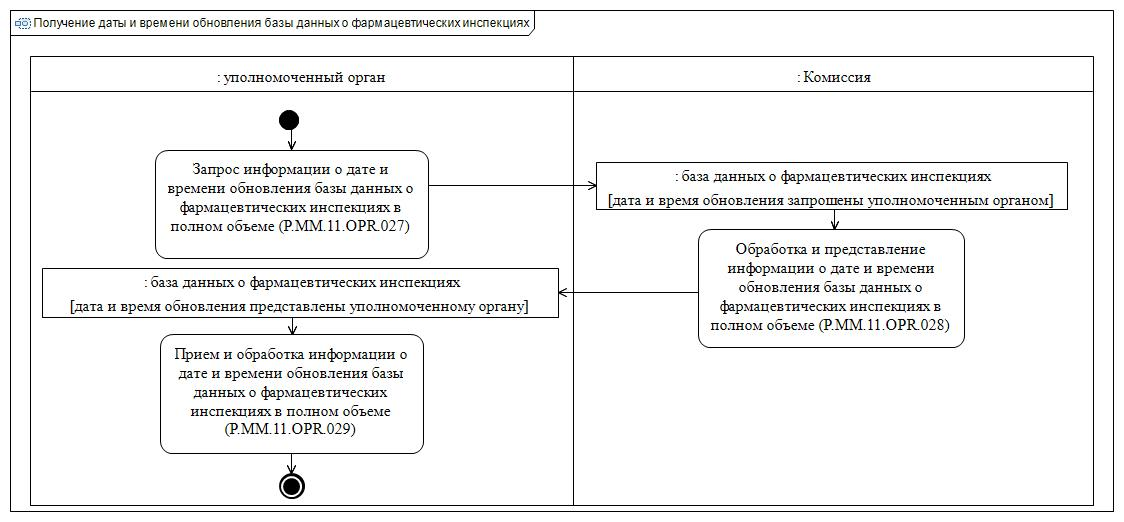 Получение даты и времени обновления базы данных о фармацевтических инспекциях
: уполномоченный орган
: Комиссия
Запрос информации о дате и
времени обновления базы данных о
фармацевтических инспекциях в
полном объеме (P.MM.11.OPR.027)
: база данных о фармацевтических инспекциях
[дата и время обновления запрошены уполномоченным органом]
Обработка и представление
информации о дате и времени
обновления базы данных о
фармацевтических инспекциях в
полном объеме (P.MM.11.OPR.028)
: база данных о фармацевтических инспекциях
[дата и время обновления представлены уполномоченному органу]
Прием и обработка информации о
дате и времени обновления базы
данных о фармацевтических
инспекциях в полном объеме
(P.MM.11.OPR.029)